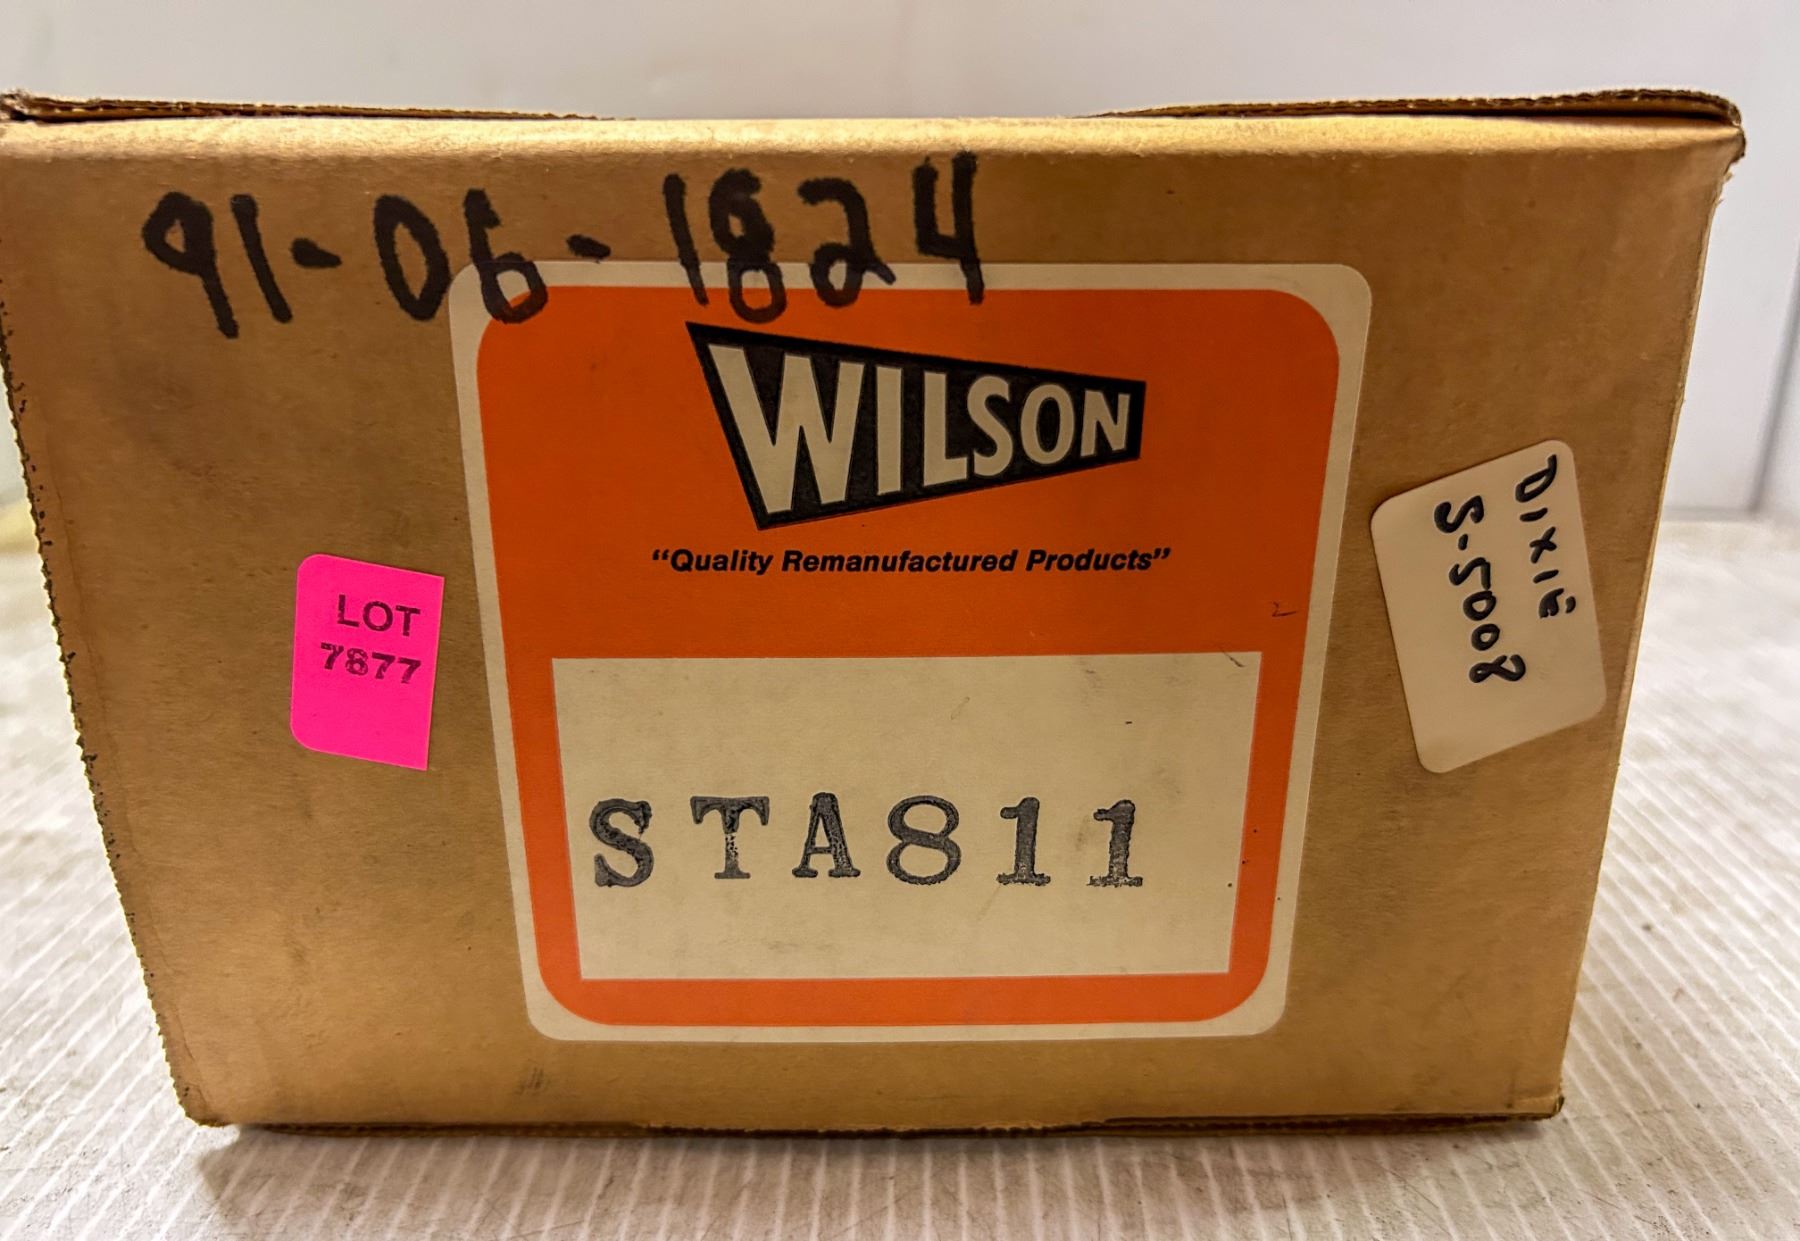 91-06-1824
WILSON
“Quality Remanufactured Products”
LOT
7877
STA811
DIXIE
S-5008